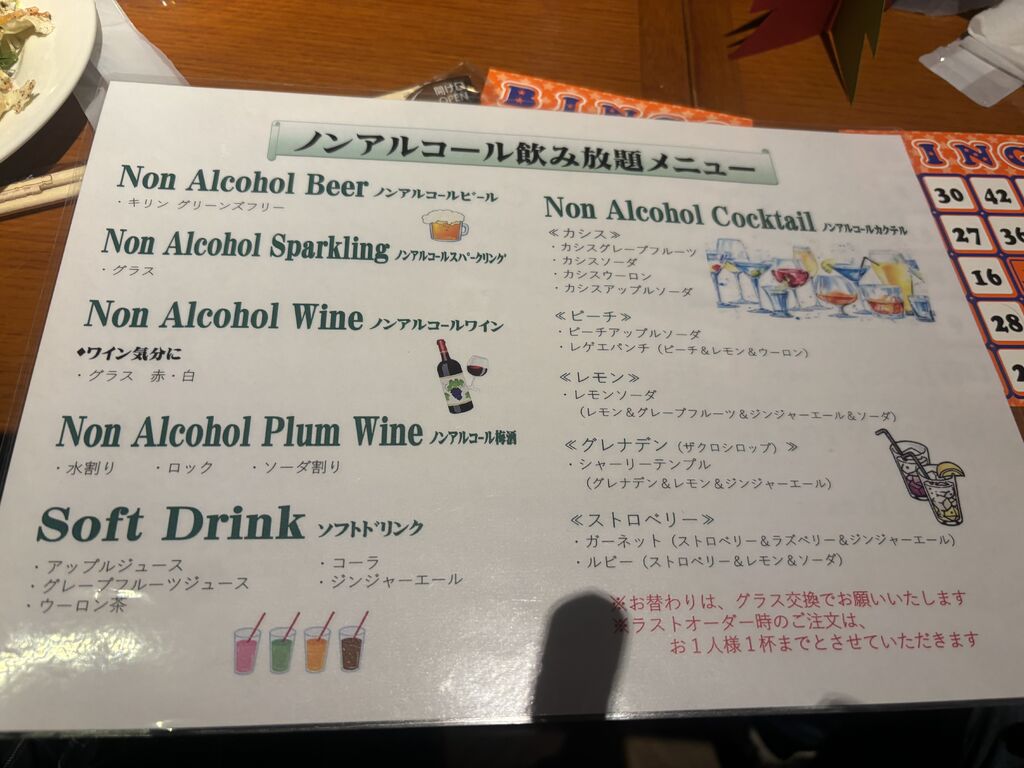 開け口
OPEN
BINGO
ノンアルコール飲み放題メニュー
Non Alcohol Beer ノンアルコールビール
・キリン グリーンズフリー
Non Alcohol Sparkling ノンアルコールスパークリング
・グラス
Non Alcohol Wine ノンアルコールワイン
◆ワイン気分に
・グラス 赤・白
Non Alcohol Plum Wine ノンアルコール梅酒
・水割り ・ロック ・ソーダ割り
Soft Drink ソフトドリンク
・アップルジュース
・グレープフルーツジュース
・ウーロン茶
・コーラ
・ジンジャーエール
Non Alcohol Cocktail ノンアルコールカクテル
≪カシス≫
・カシスグレープフルーツ
・カシスソーダ
・カシスウーロン
・カシスアップルソーダ
≪ピーチ≫
・ピーチアップルソーダ
・レゲエパンチ（ピーチ＆レモン＆ウーロン）
≪レモン≫
・レモンソーダ
（レモン＆グレープフルーツ＆ジンジャーエール＆ソーダ）
≪グレナデン（ザクロシロップ）≫
・シャーリーテンプル
（グレナデン＆レモン＆ジンジャーエール）
≪ストロベリー≫
・ガーネット（ストロベリー＆ラズベリー＆ジンジャーエール）
・ルビー（ストロベリー＆レモン＆ソーダ）
※お替わりは、グラス交換でお願いいたします
※ラストオーダー時のご注文は、
お１人様１杯までとさせていただきます
ING
30 42
27 36
16
28